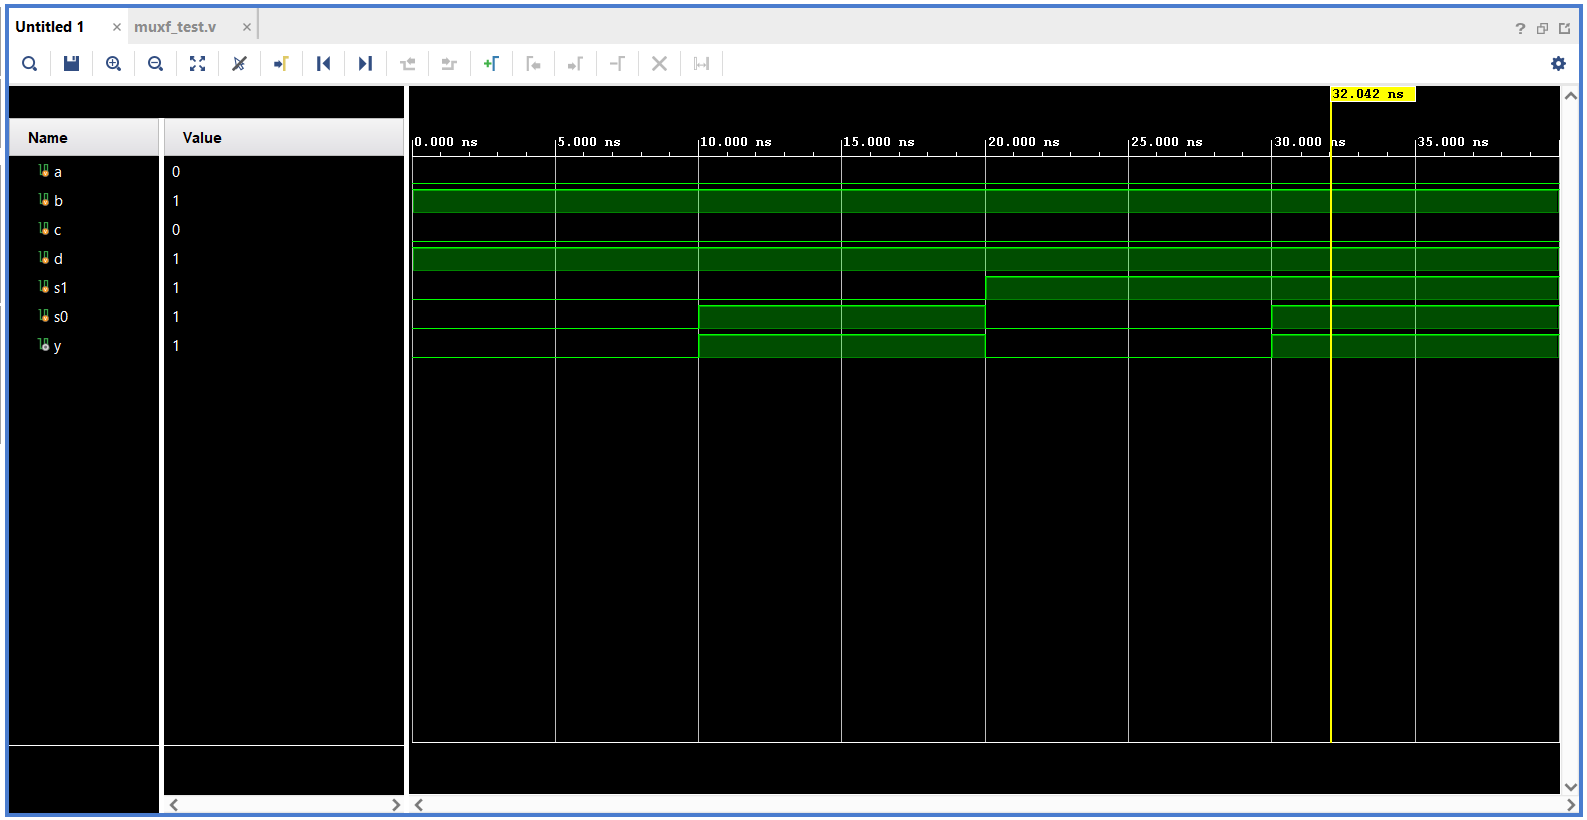 Untitled 1 × muxf_test.v ×
?
32.042 ns
Name Value
0.000 ns 5.000 ns 10.000 ns 15.000 ns 20.000 ns 25.000 ns 30.000 ns 35.000 ns
a 0
b 1
c 0
d 1
s1 1
s0 1
y 1